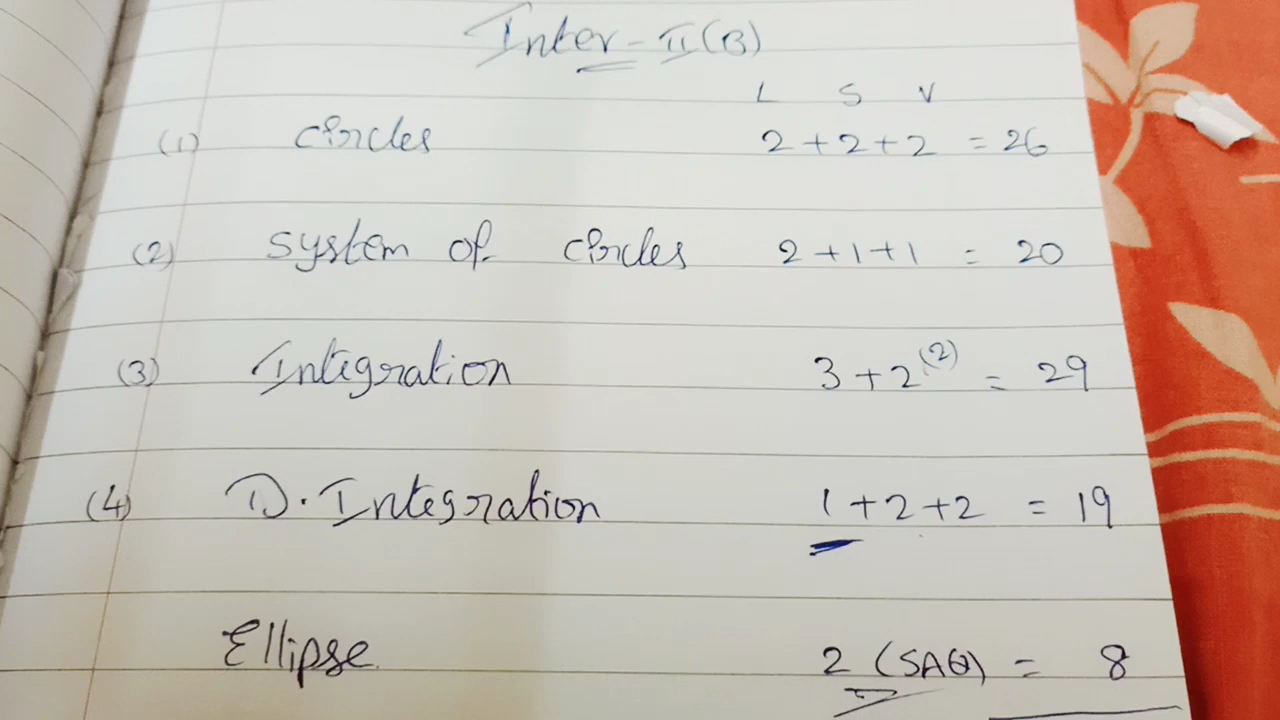 Inter - II(B)
L S V
(1) circles 2 + 2 + 2 = 26
(2) system of circles 2 + 1 + 1 = 20
(3) Integration 3 + 2 (2) = 29
(4) D. Integration 1 + 2 + 2 = 19
Ellipse. 2 (SAQ) = 8